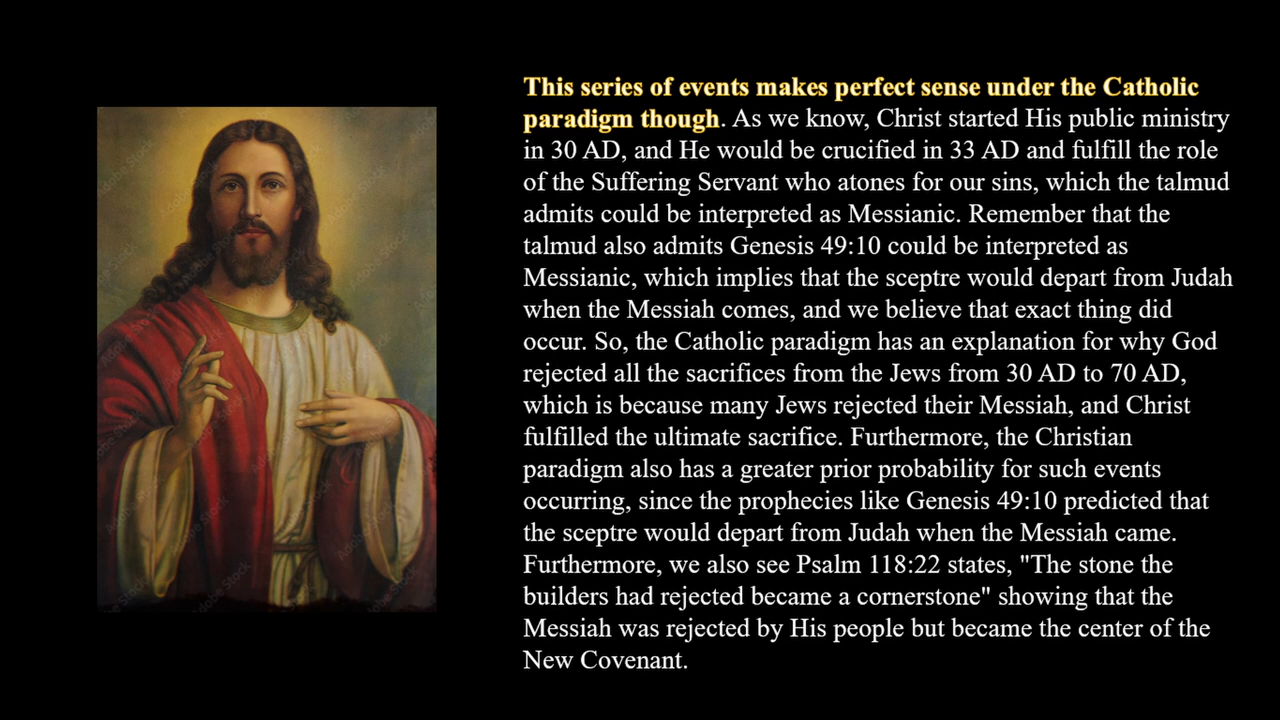 This series of events makes perfect sense under the Catholic
paradigm though. As we know, Christ started His public ministry
in 30 AD, and He would be crucified in 33 AD and fulfill the role
of the Suffering Servant who atones for our sins, which the talmud
admits could be interpreted as Messianic. Remember that the
talmud also admits Genesis 49:10 could be interpreted as
Messianic, which implies that the sceptre would depart from Judah
when the Messiah comes, and we believe that exact thing did
occur. So, the Catholic paradigm has an explanation for why God
rejected all the sacrifices from the Jews from 30 AD to 70 AD,
which is because many Jews rejected their Messiah, and Christ
fulfilled the ultimate sacrifice. Furthermore, the Christian
paradigm also has a greater prior probability for such events
occurring, since the prophecies like Genesis 49:10 predicted that
the sceptre would depart from Judah when the Messiah came.
Furthermore, we also see Psalm 118:22 states, "The stone the
builders had rejected became a cornerstone" showing that the
Messiah was rejected by His people but became the center of the
New Covenant.